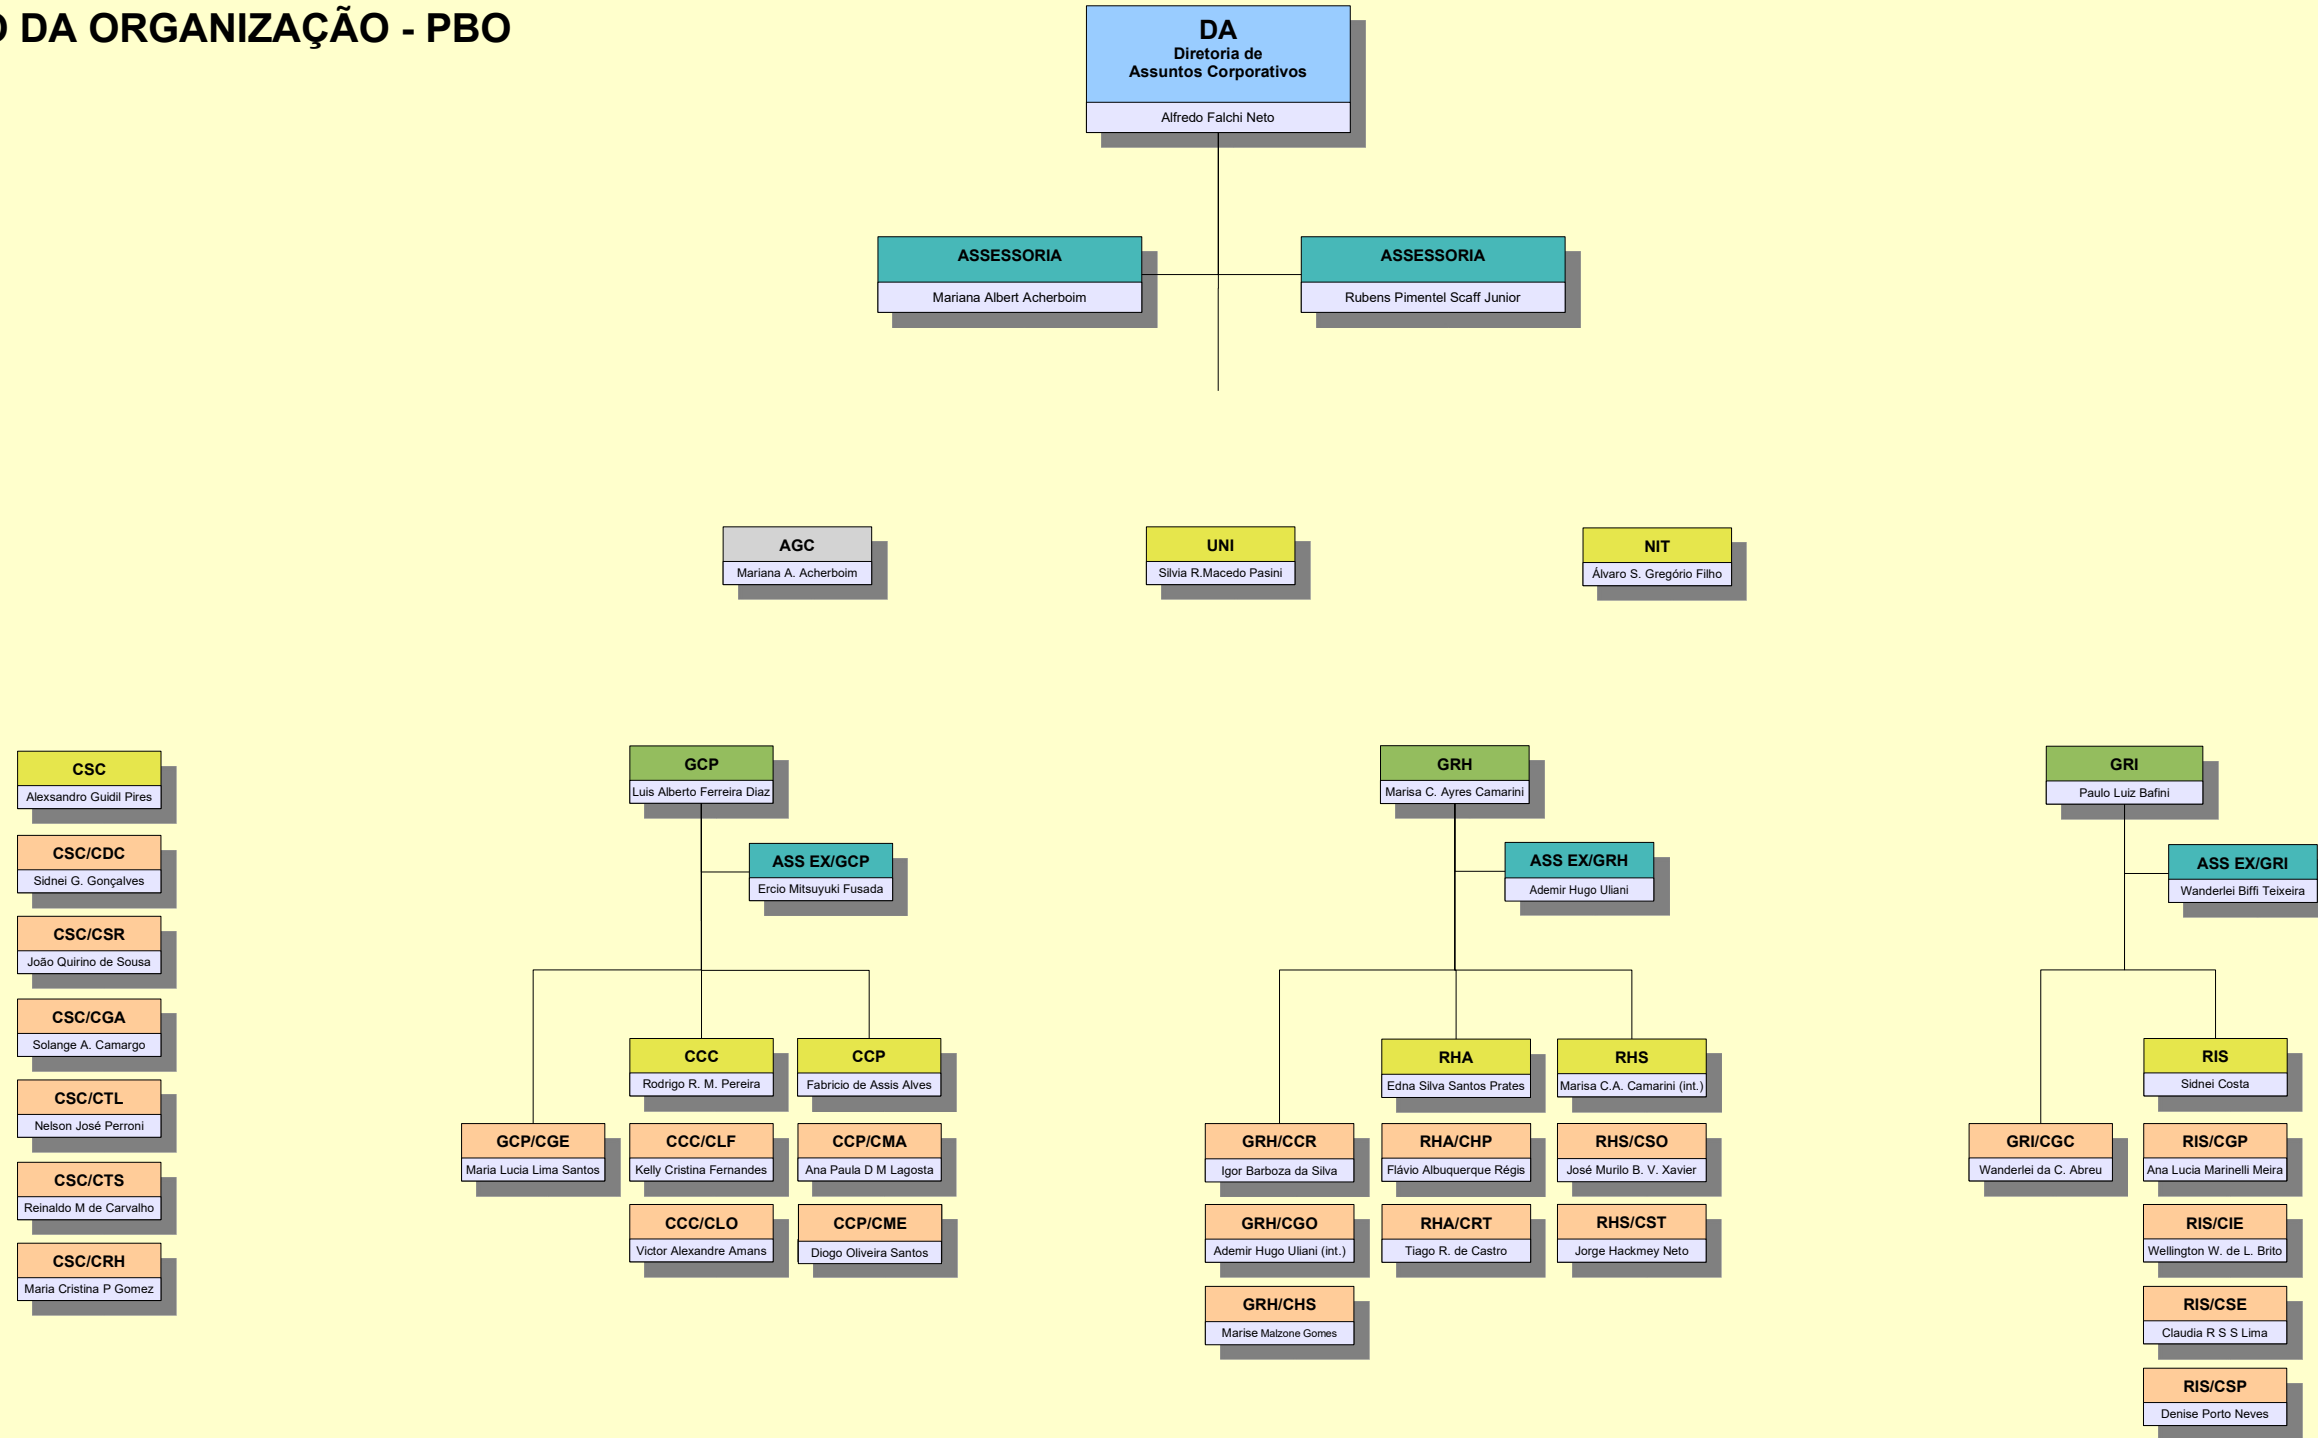 O DA ORGANIZAÇÃO - PBO
DA
Diretoria de
Assuntos Corporativos
Alfredo Falchi Neto
ASSESSORIA
Mariana Albert Acherboim
ASSESSORIA
Rubens Pimentel Scaff Junior
AGC
Mariana A. Acherboim
UNI
Silvia R.Macedo Pasini
NIT
Álvaro S. Gregório Filho
CSC
Alexsandro Guidil Pires
CSC/CDC
Sidnei G. Gonçalves
CSC/CSR
João Quirino de Sousa
CSC/CGA
Solange A. Camargo
CSC/CTL
Nelson José Perroni
CSC/CTS
Reinaldo M de Carvalho
CSC/CRH
Maria Cristina P Gomez
GCP
Luis Alberto Ferreira Diaz
ASS EX/GCP
Ercio Mitsuyuki Fusada
GCP/CGE
Maria Lucia Lima Santos
CCC
Rodrigo R. M. Pereira
CCC/CLF
Kelly Cristina Fernandes
CCC/CLO
Victor Alexandre Amans
CCP
Fabricio de Assis Alves
CCP/CMA
Ana Paula D M Lagosta
CCP/CME
Diogo Oliveira Santos
GRH
Marisa C. Ayres Camarini
ASS EX/GRH
Ademir Hugo Uliani
GRH/CCR
Igor Barboza da Silva
GRH/CGO
Ademir Hugo Uliani (int.)
GRH/CHS
Marise Malzone Gomes
RHA
Edna Silva Santos Prates
RHA/CHP
Flávio Albuquerque Régis
RHA/CRT
Tiago R. de Castro
RHS
Marisa C.A. Camarini (int.)
RHS/CSO
José Murilo B. V. Xavier
RHS/CST
Jorge Hackmey Neto
GRI
Paulo Luiz Bafini
ASS EX/GRI
Wanderlei Biffi Teixeira
GRI/CGC
Wanderlei da C. Abreu
RIS
Sidnei Costa
RIS/CGP
Ana Lucia Marinelli Meira
RIS/CIE
Wellington W. de L. Brito
RIS/CSE
Claudia R S S Lima
RIS/CSP
Denise Porto Neves